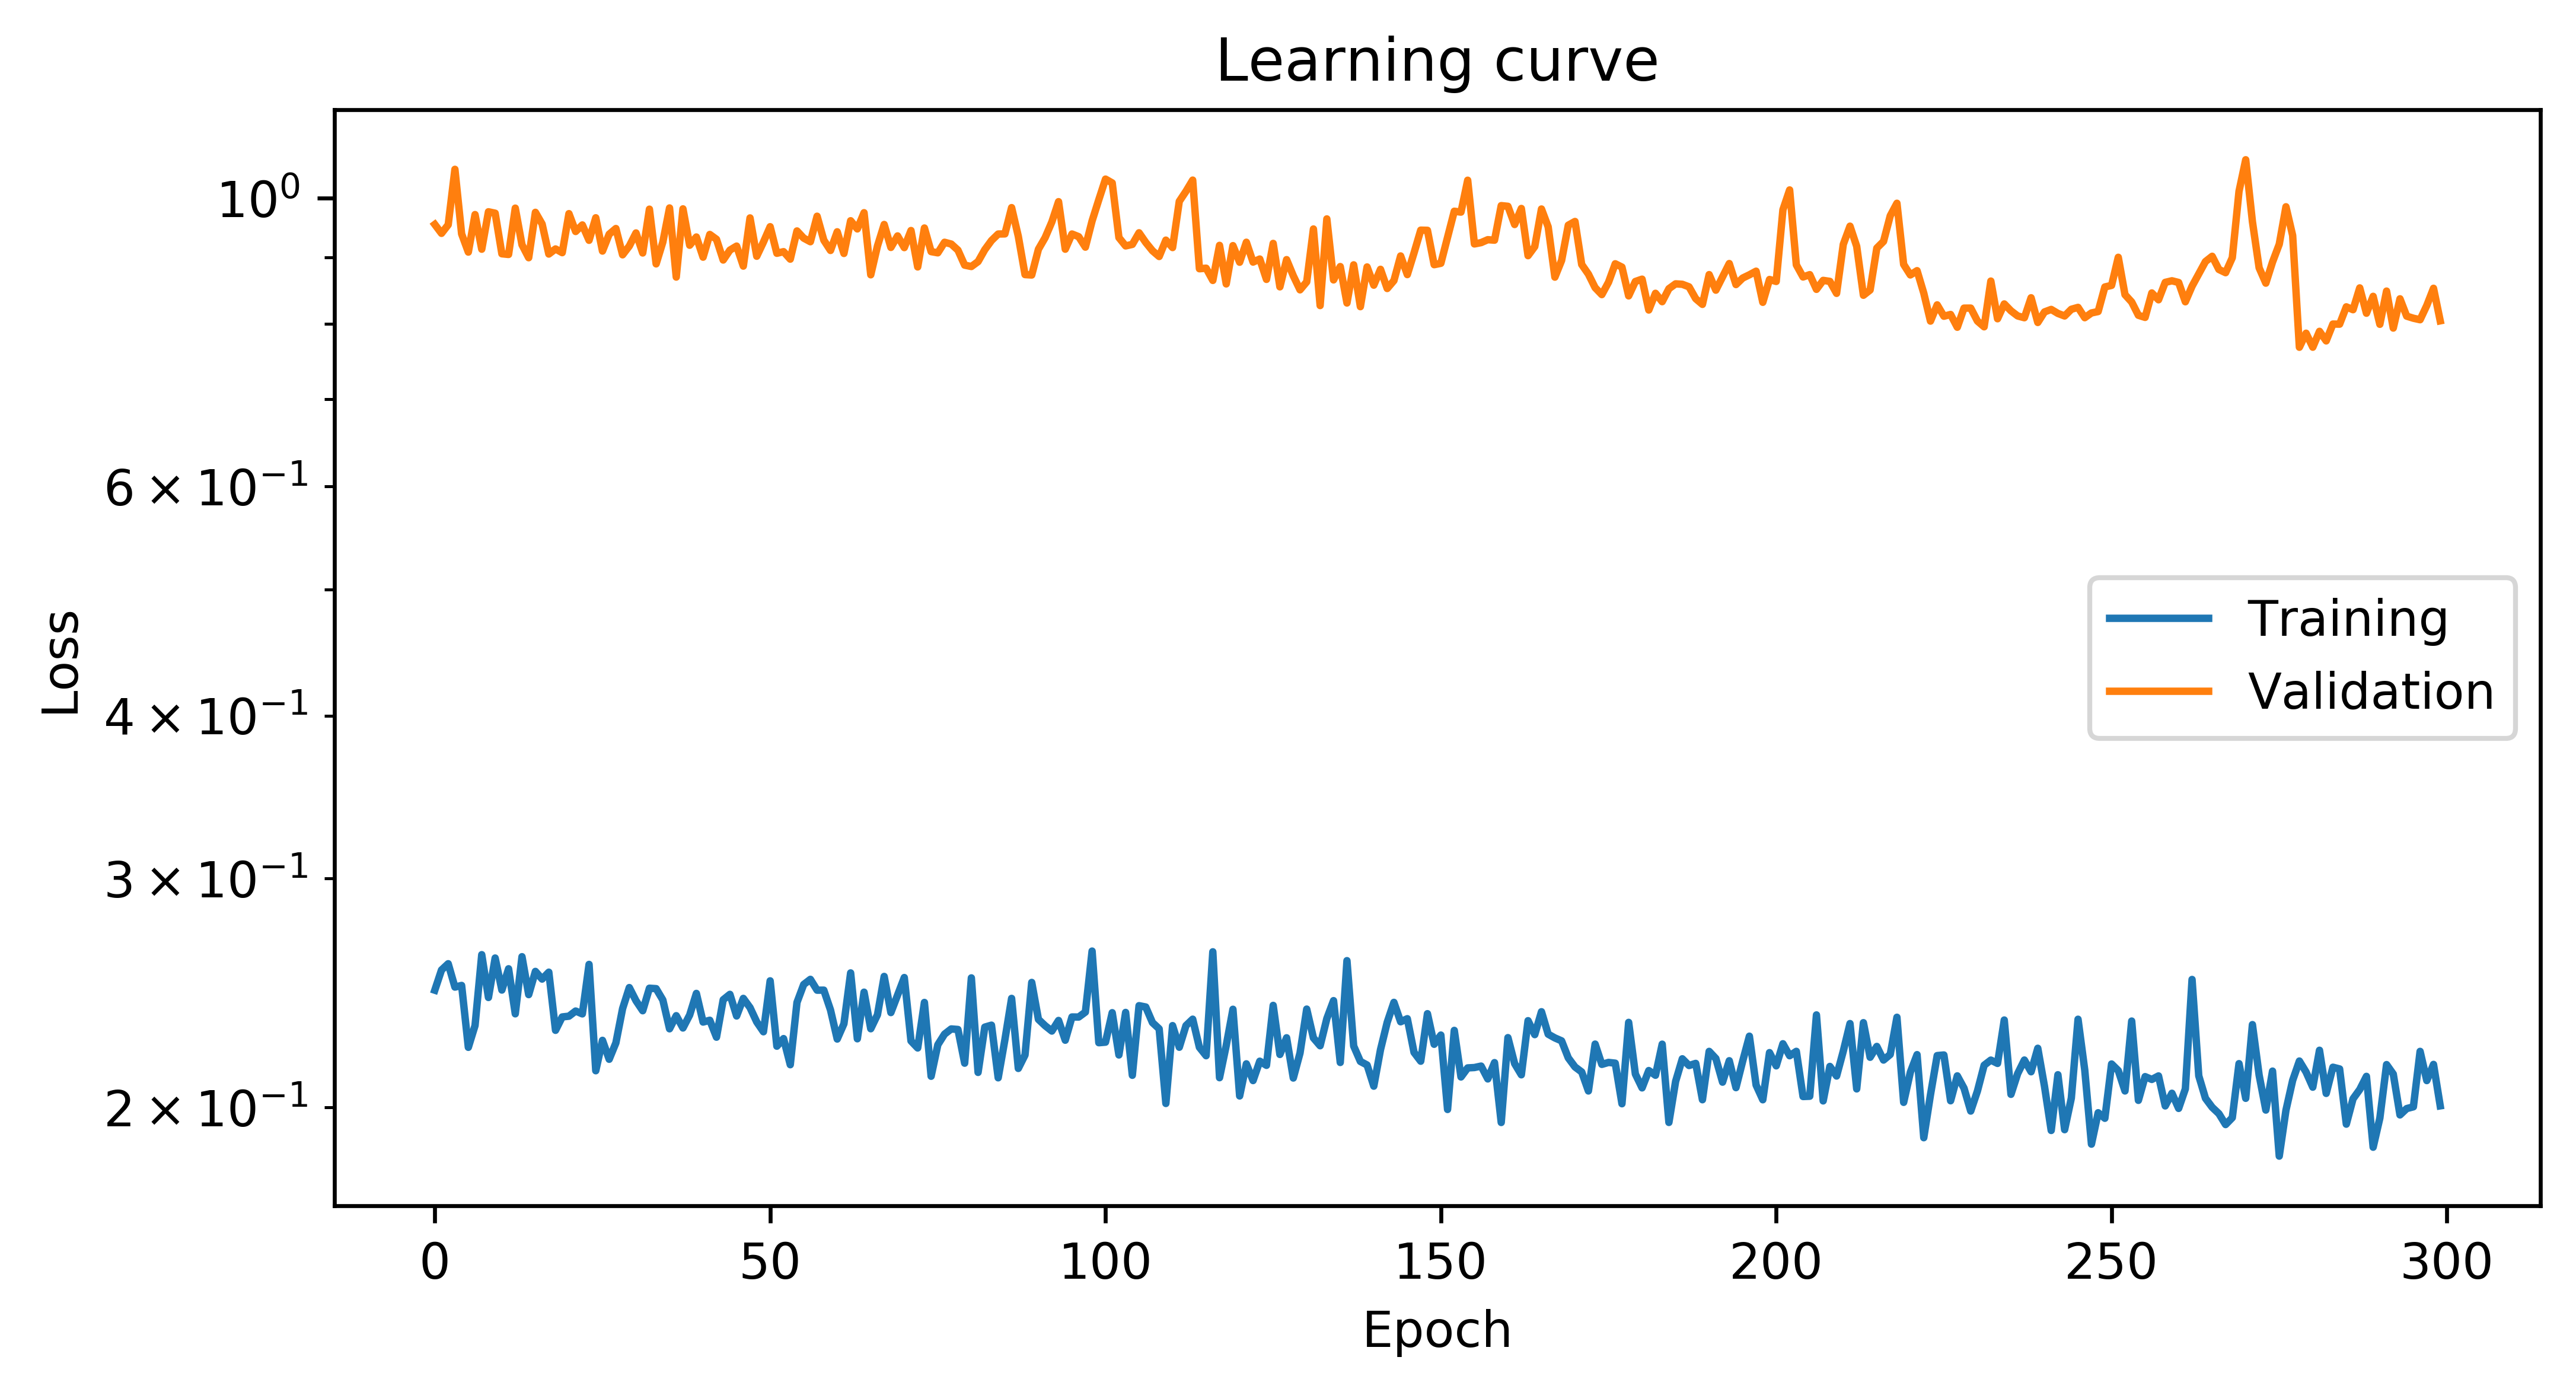 Learning curve
10⁰
6 × 10⁻¹
4 × 10⁻¹
3 × 10⁻¹
2 × 10⁻¹
Loss
Training
Validation
0 50 100 150 200 250 300
Epoch